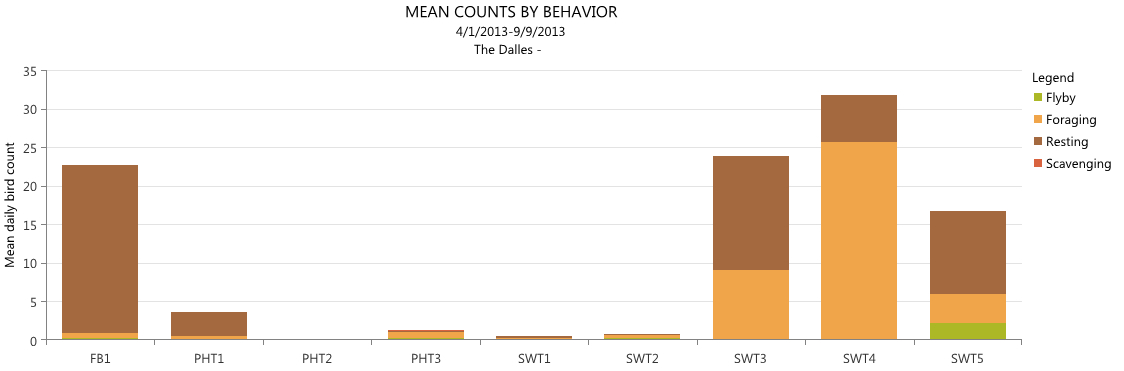 MEAN COUNTS BY BEHAVIOR
4/1/2013-9/9/2013
The Dalles -
Mean daily bird count
35
30
25
20
15
10
5
0
FB1 PHT1 PHT2 PHT3 SWT1 SWT2 SWT3 SWT4 SWT5
Legend
Flyby
Foraging
Resting
Scavenging